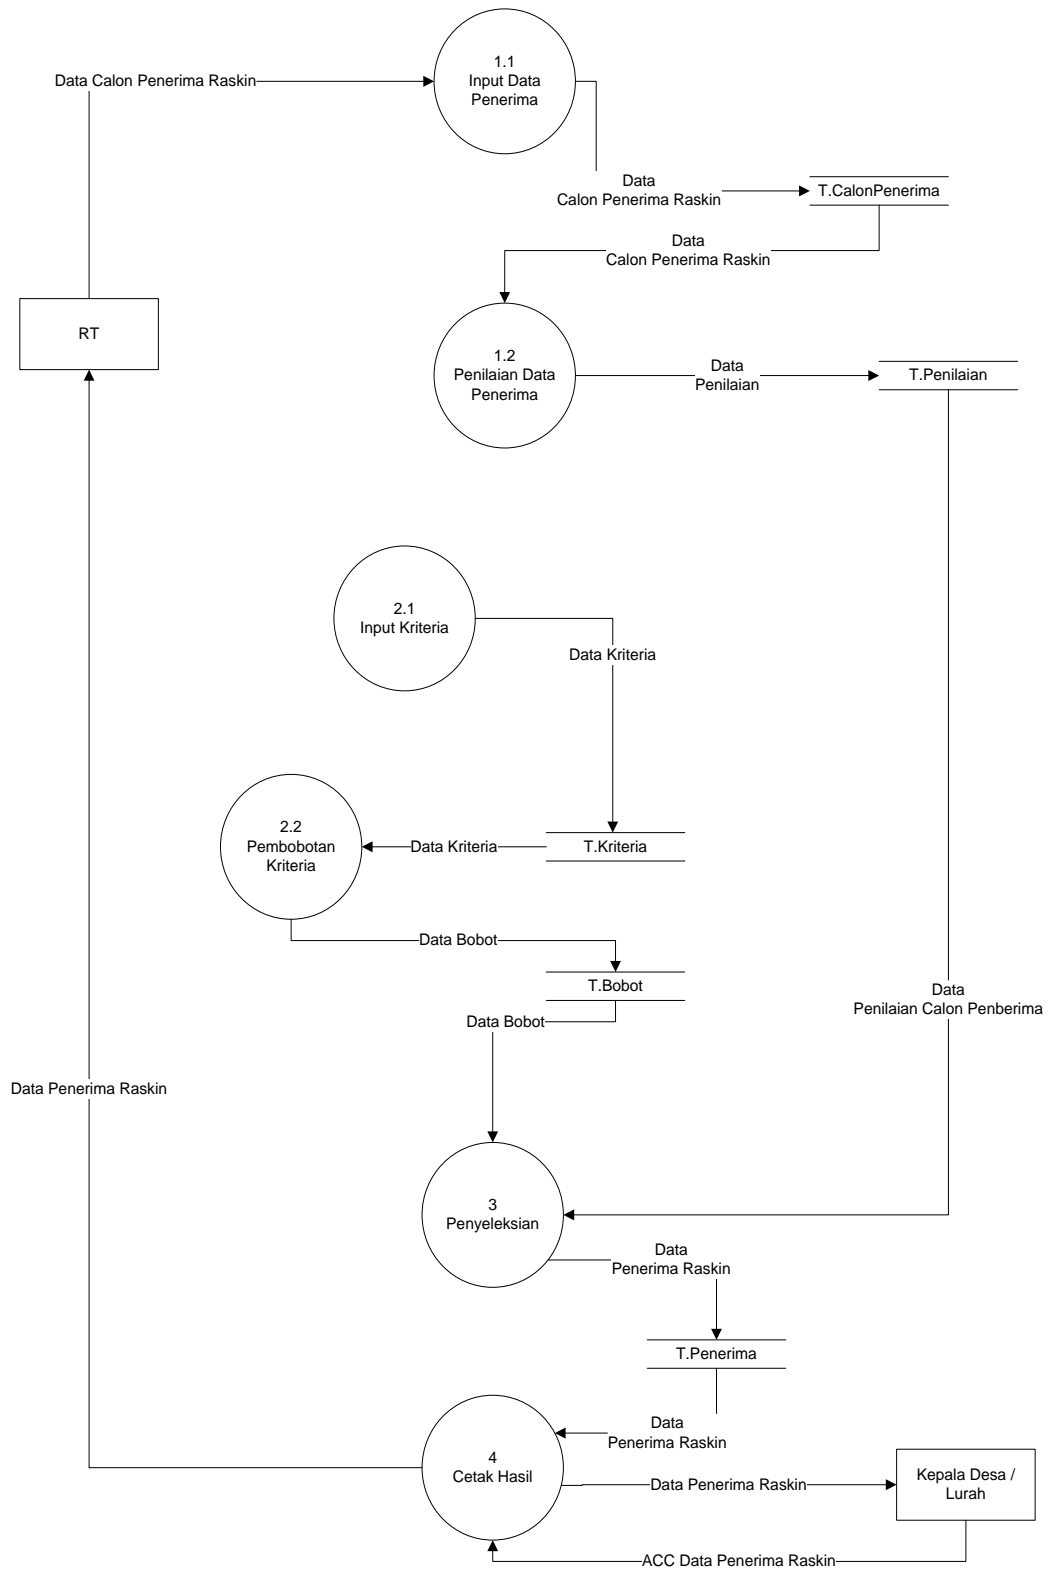 1.1
Input Data
Penerima
Data Calon Penerima Raskin
Data
Calon Penerima Raskin
T.CalonPenerima
Data
Calon Penerima Raskin
RT
1.2
Penilaian Data
Penerima
Data
Penilaian
T.Penilaian
2.1
Input Kriteria
Data Kriteria
2.2
Pembobotan
Kriteria
Data Kriteria
T.Kriteria
Data Bobot
T.Bobot
Data Bobot
Data
Penilaian Calon Penberima
Data Penerima Raskin
3
Penyeleksian
Data
Penerima Raskin
T.Penerima
Data
Penerima Raskin
4
Cetak Hasil
Data Penerima Raskin
Kepala Desa /
Lurah
ACC Data Penerima Raskin